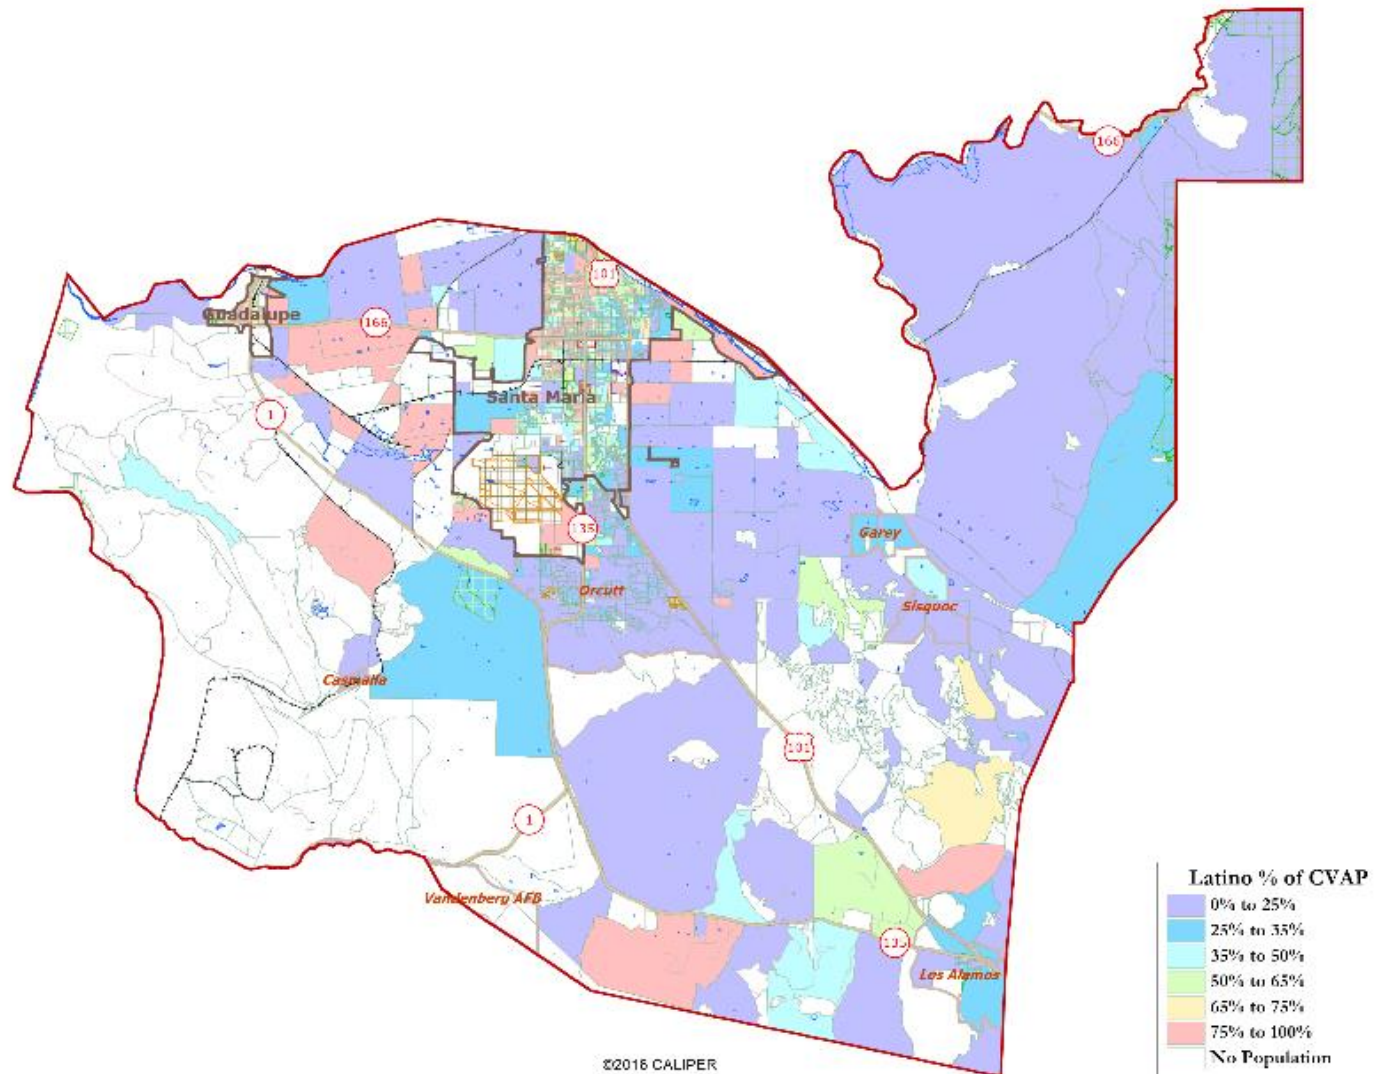 166
101
Guadalupe
166
Santa Maria
1
135
Garey
Orcutt
Sisquoc
Casmalia
101
1
Vandenberg AFB
135
Los Alamos
Latino % of CVAP
0% to 25%
25% to 35%
35% to 50%
50% to 65%
65% to 75%
75% to 100%
No Population
©2016 CALIPER